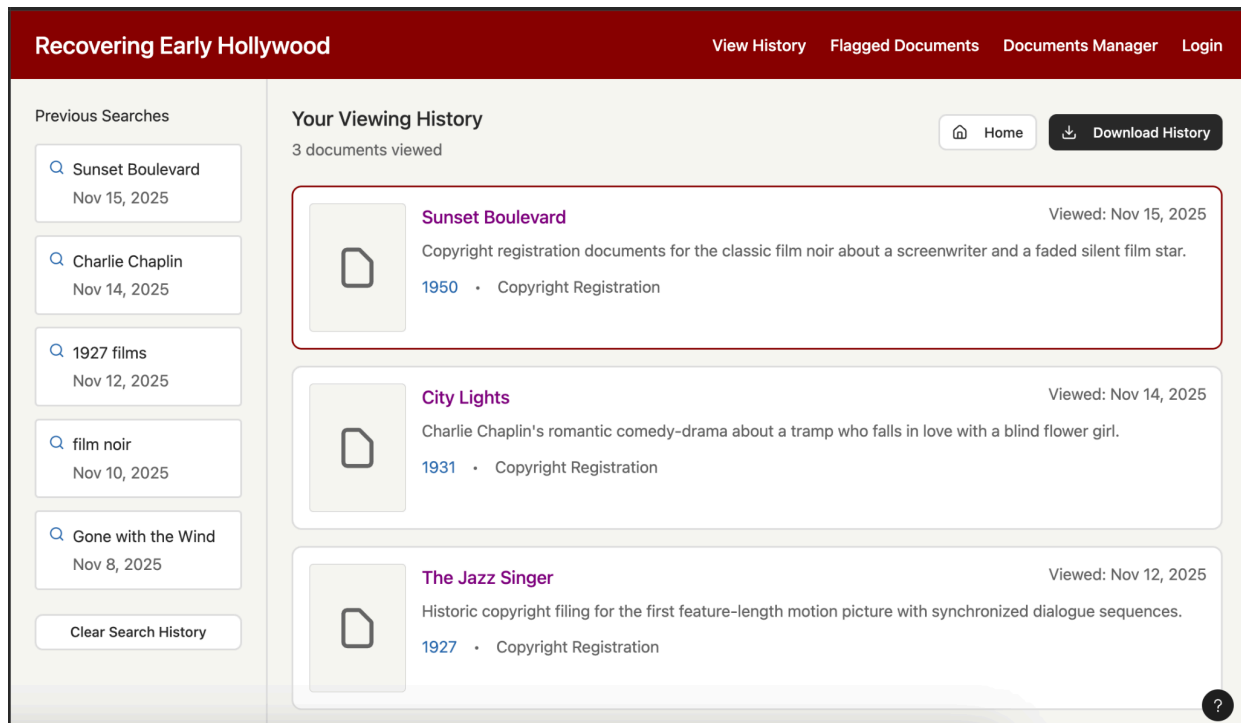 Recovering Early Hollywood
View History
Flagged Documents
Documents Manager
Login
Previous Searches
Sunset Boulevard
Nov 15, 2025
Charlie Chaplin
Nov 14, 2025
1927 films
Nov 12, 2025
film noir
Nov 10, 2025
Gone with the Wind
Nov 8, 2025
Clear Search History
Your Viewing History
3 documents viewed
Home
Download History
Sunset Boulevard
Viewed: Nov 15, 2025
Copyright registration documents for the classic film noir about a screenwriter and a faded silent film star.
1950 • Copyright Registration
City Lights
Viewed: Nov 14, 2025
Charlie Chaplin's romantic comedy-drama about a tramp who falls in love with a blind flower girl.
1931 • Copyright Registration
The Jazz Singer
Viewed: Nov 12, 2025
Historic copyright filing for the first feature-length motion picture with synchronized dialogue sequences.
1927 • Copyright Registration
?